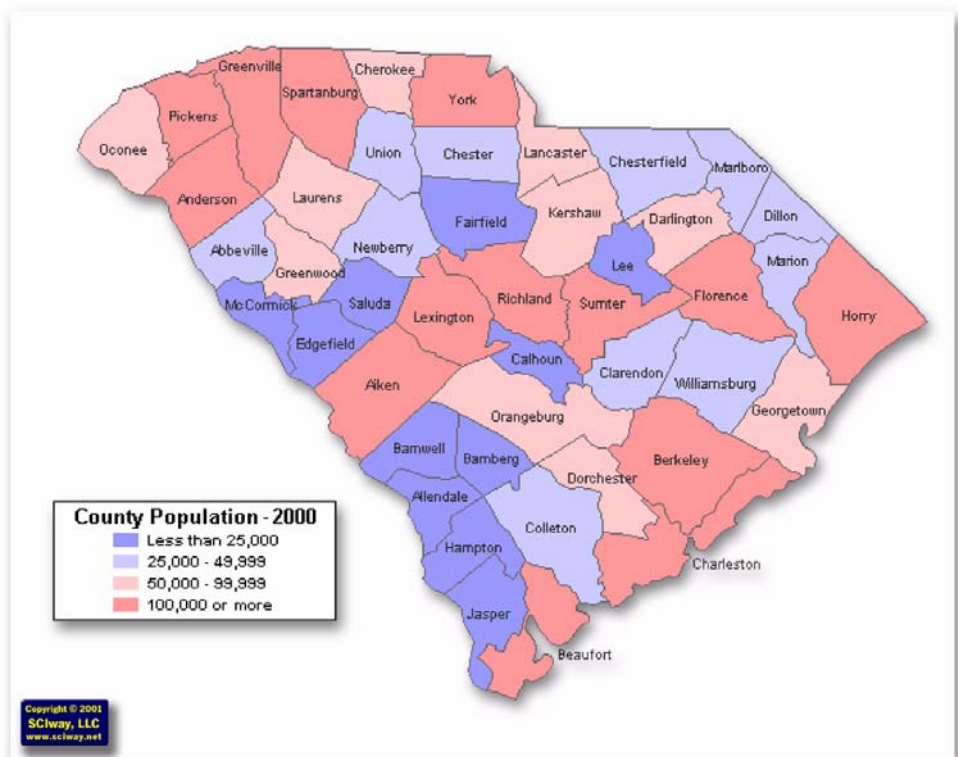 Cherokee
Greenville
Spartanburg
York
Pickens
Oconee
Union
Chester
Lancaster
Chesterfield
Marlboro
Anderson
Laurens
Fairfield
Kershaw
Darlington
Dillon
Abbeville
Newberry
Greenwood
Lee
Marion
McCormick
Saluda
Richland
Sumter
Florence
Lexington
Horry
Edgefield
Calhoun
Clarendon
Williamsburg
Aiken
Orangeburg
Georgetown
Barnwell
Bamberg
Berkeley
Dorchester
Allendale
Colleton
Hampton
Charleston
Jasper
Beaufort
County Population - 2000
Less than 25,000
25,000 - 49,999
50,000 - 99,999
100,000 or more
Copyright © 2001
SCIway, LLC
www.sciway.net